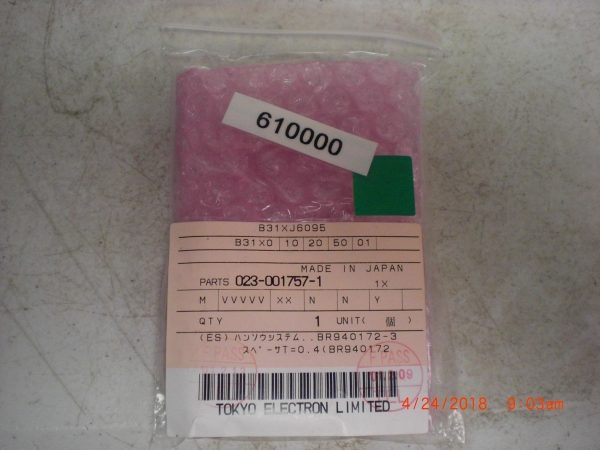 610000
B31XJ6095
B31X0 10 20 50 01
MADE IN JAPAN
PARTS 023-001757-1 1X
M VVVVV XX N N Y
QTY 1 UNIT( 個 )
(ES) ハンソウシステム..BR940172-3
スペーサT=0.4(BR940172
F.PASS
F.PASS
TOKYO ELECTRON LIMITED
4/24/2018 9:03am